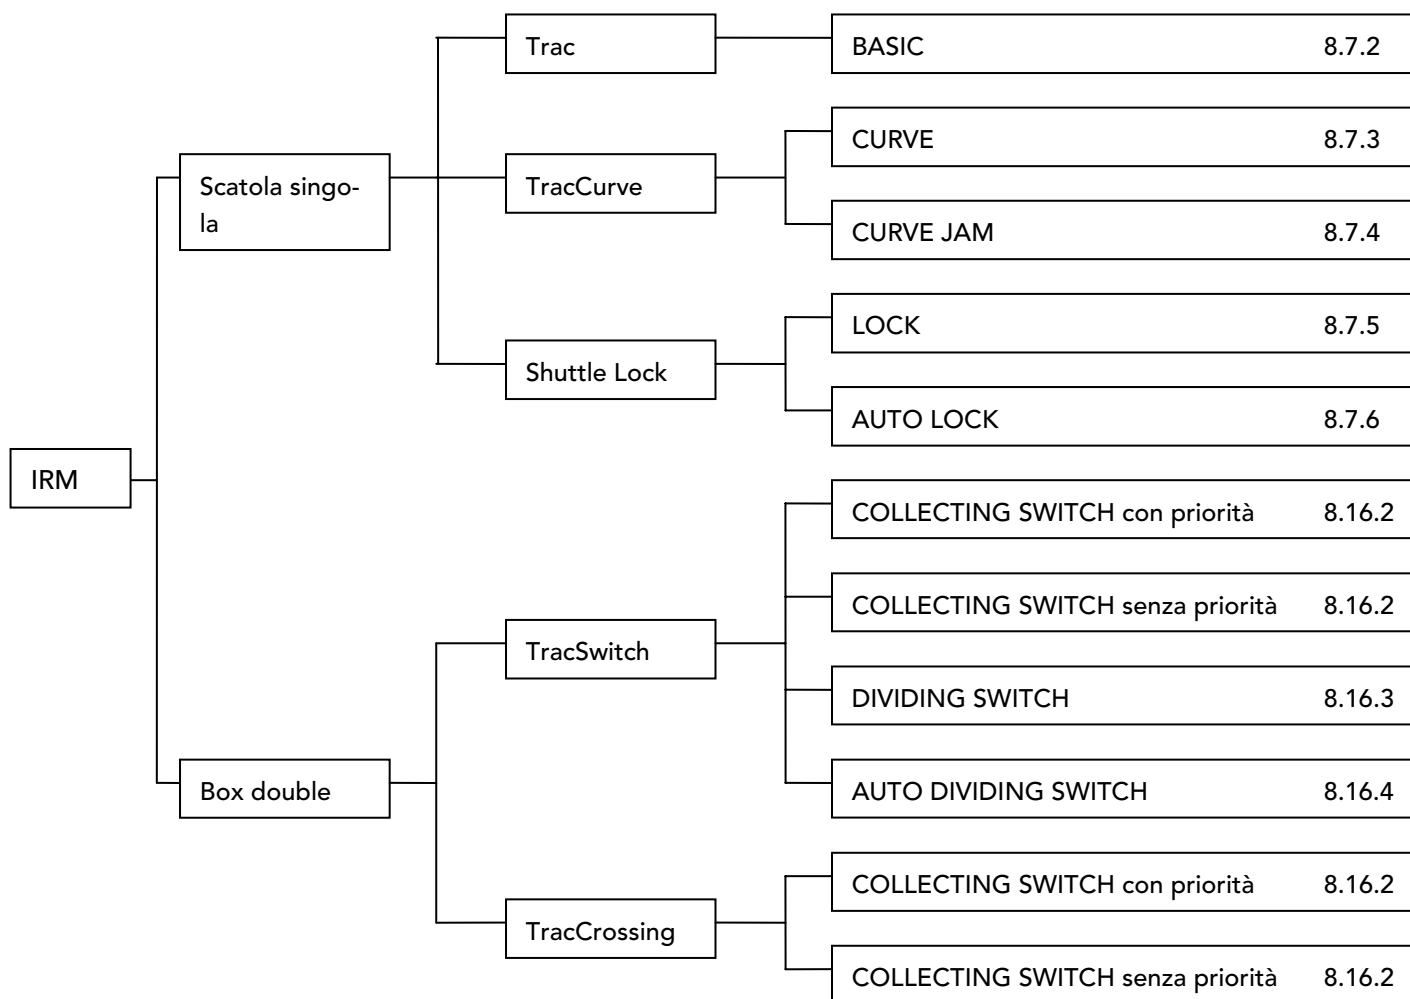 Trac
BASIC 8.7.2
CURVE 8.7.3
Scatola singo-
la
TracCurve
CURVE JAM 8.7.4
LOCK 8.7.5
Shuttle Lock
AUTO LOCK 8.7.6
IRM
COLLECTING SWITCH con priorità 8.16.2
COLLECTING SWITCH senza priorità 8.16.2
TracSwitch
DIVIDING SWITCH 8.16.3
Box double
AUTO DIVIDING SWITCH 8.16.4
COLLECTING SWITCH con priorità 8.16.2
TracCrossing
COLLECTING SWITCH senza priorità 8.16.2